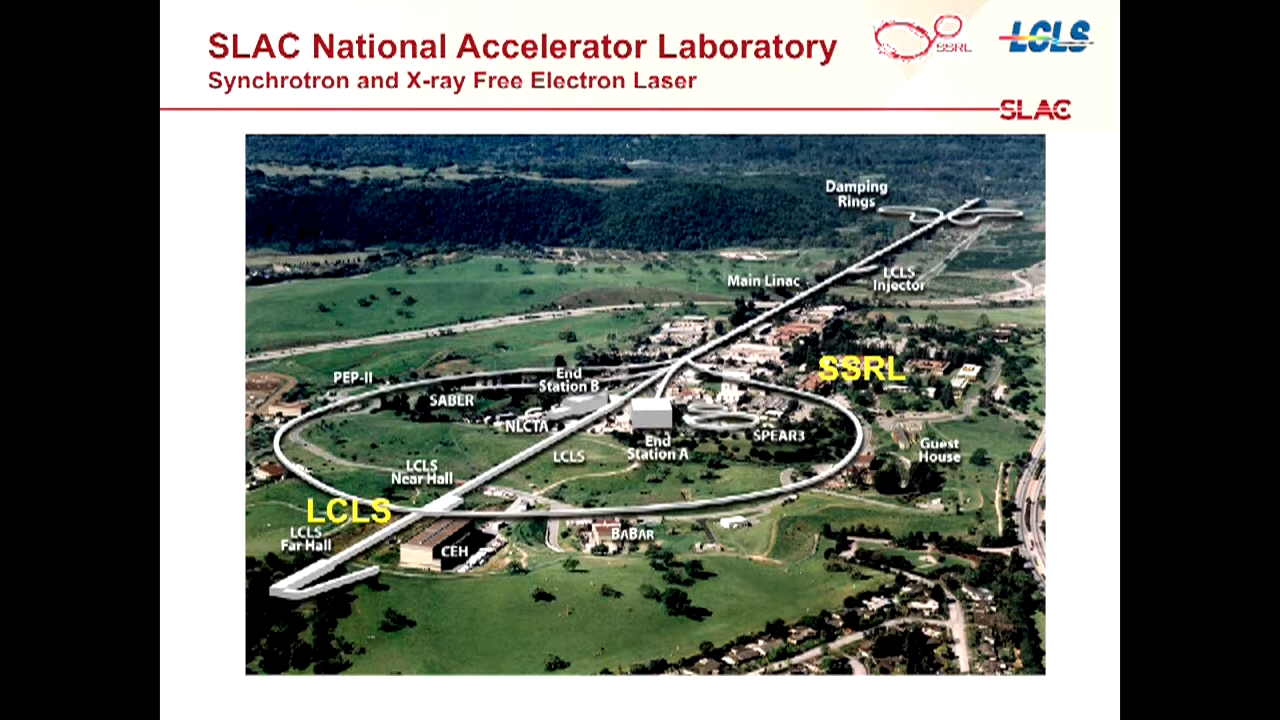 SLAC National Accelerator Laboratory
Synchrotron and X-ray Free Electron Laser
SSRL
LCLS
SLAC
Damping
Rings
Main Linac
LCLS
Injector
SSRL
PEP-II
End
Station B
SABER
NLCTA
SPEAR3
End
Station A
LCLS
Guest
House
LCLS
Near Hall
LCLS
LCLS
Far Hall
BABAR
CEH